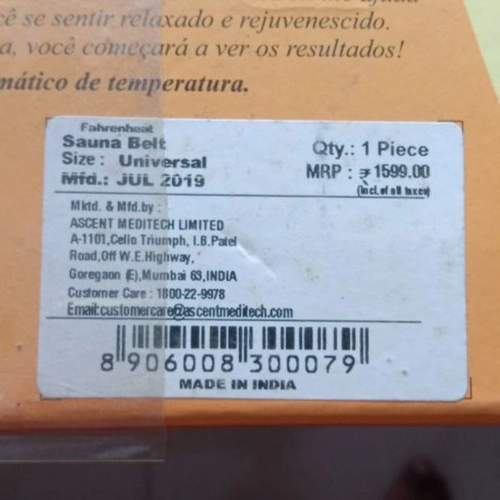 cê se sentir relaxado e rejuvenescido.
a, você começará a ver os resultados!
mático de temperatura.
Fahrenheat
Sauna Belt
Size : Universal
Mfd.: JUL 2019
Qty.: 1 Piece
MRP : ₹ 1599.00
(Incl.of all taxes)
Mktd. & Mfd.by :
ASCENT MEDITECH LIMITED
A-1101,Cello Triumph, I.B.Patel
Road,Off W.E.Highway,
Goregaon (E),Mumbai 63,INDIA
Customer Care : 1800-22-9978
Email:customercare@ascentmeditech.com
8 906008 300079
MADE IN INDIA